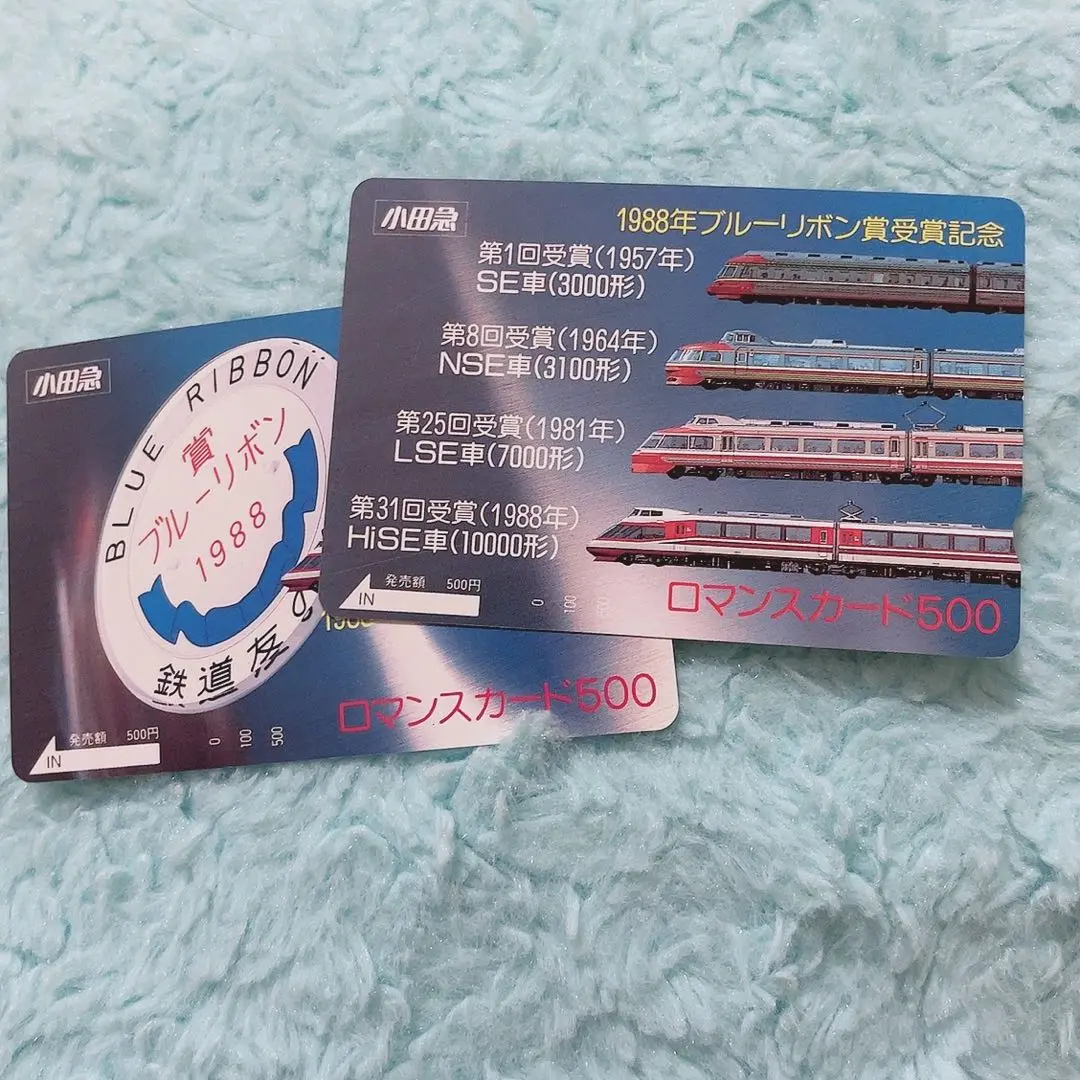 小田急
1988年ブルーリボン賞受賞記念
第1回受賞(1957年)
SE車(3000形)
第8回受賞(1964年)
NSE車(3100形)
第25回受賞(1981年)
LSE車(7000形)
第31回受賞(1988年)
HiSE車(10000形)
発売額 500円
IN
0 100
ロマンスカード500
小田急
BLUE RIBBON
賞
ブルーリボン
1988
鉄道友の
ロマンスカード500
発売額 500円
IN
0 100 500